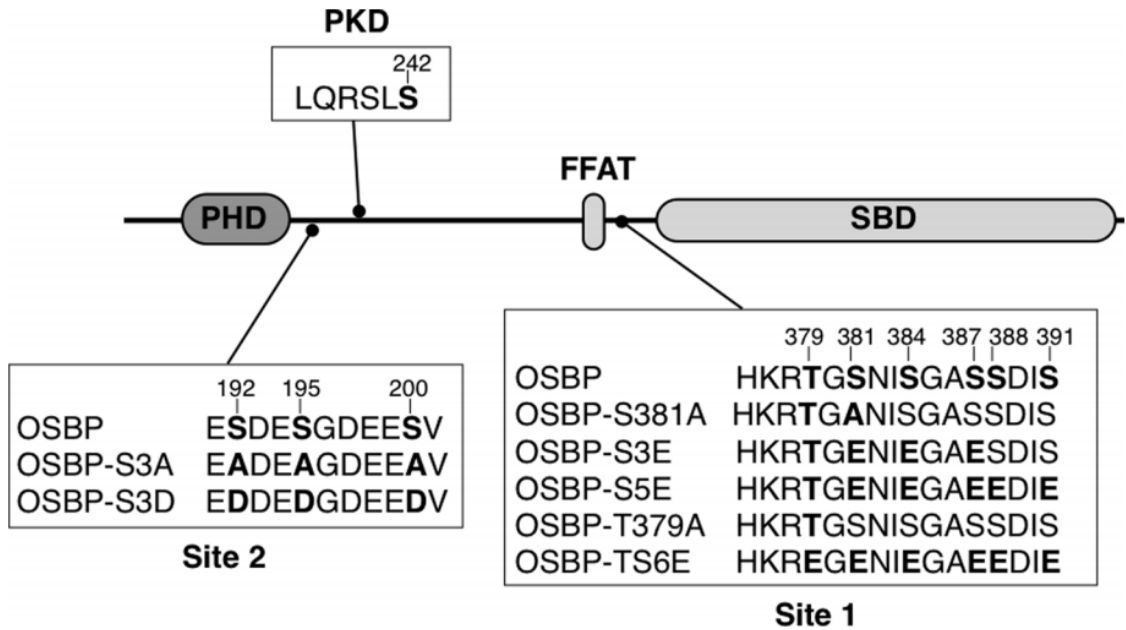 PKD
242
LQRSLS
FFAT
PHD
SBD
379 381 384 387 388 391
OSBP HKRTGSNISGASSDIS
OSBP-S381A HKRTGANISGASSDIS
OSBP-S3E HKRTGENIEGAESDIS
OSBP-S5E HKRTGENIEGAEEDIE
OSBP-T379A HKRTGSNISGASSDIS
OSBP-TS6E HKREGENIEGAEEDIE
Site 1
192 195 200
OSBP ESDESGDEESV
OSBP-S3A EADEAGDEEAV
OSBP-S3D EDDEDGDEEDV
Site 2